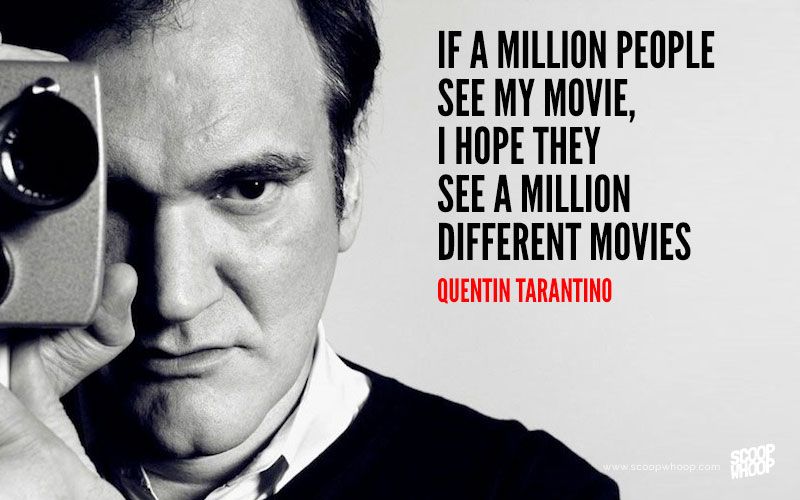 IF A MILLION PEOPLE
SEE MY MOVIE,
I HOPE THEY
SEE A MILLION
DIFFERENT MOVIES
QUENTIN TARANTINO
www.scoopwhoop.com
SCOOP
WHOOP